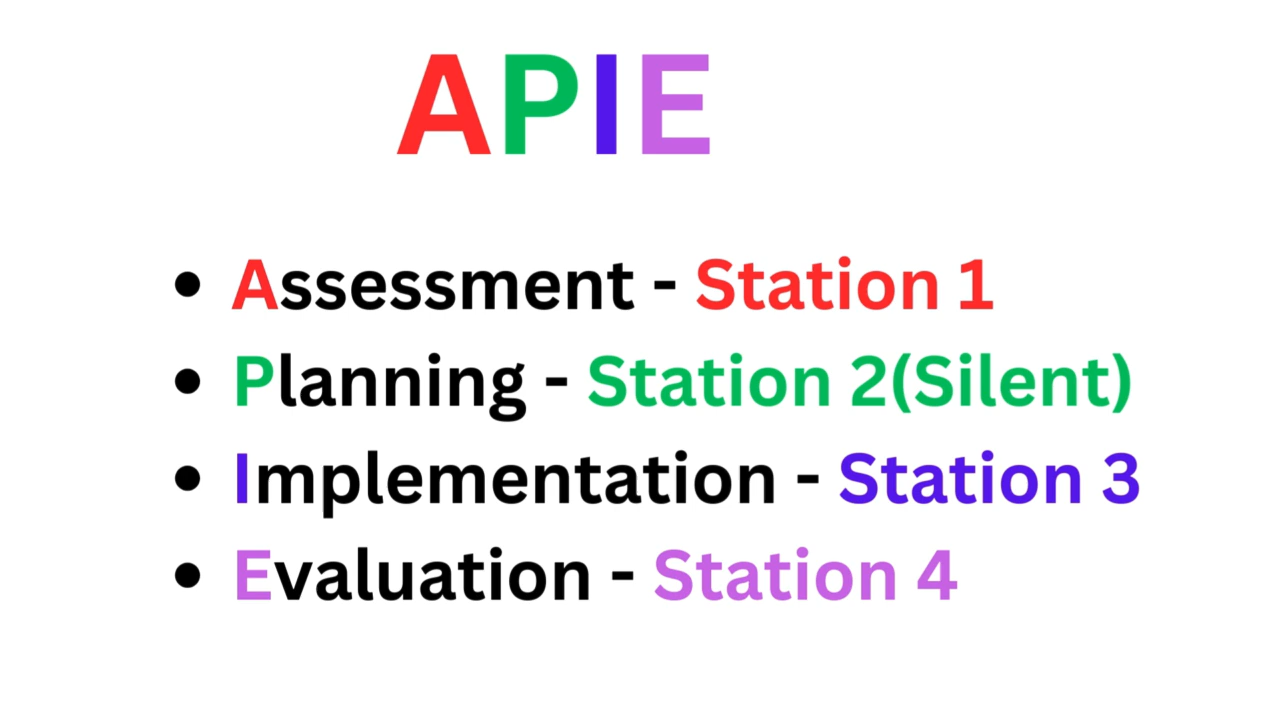 APIE
• Assessment - Station 1
• Planning - Station 2(Silent)
• Implementation - Station 3
• Evaluation - Station 4